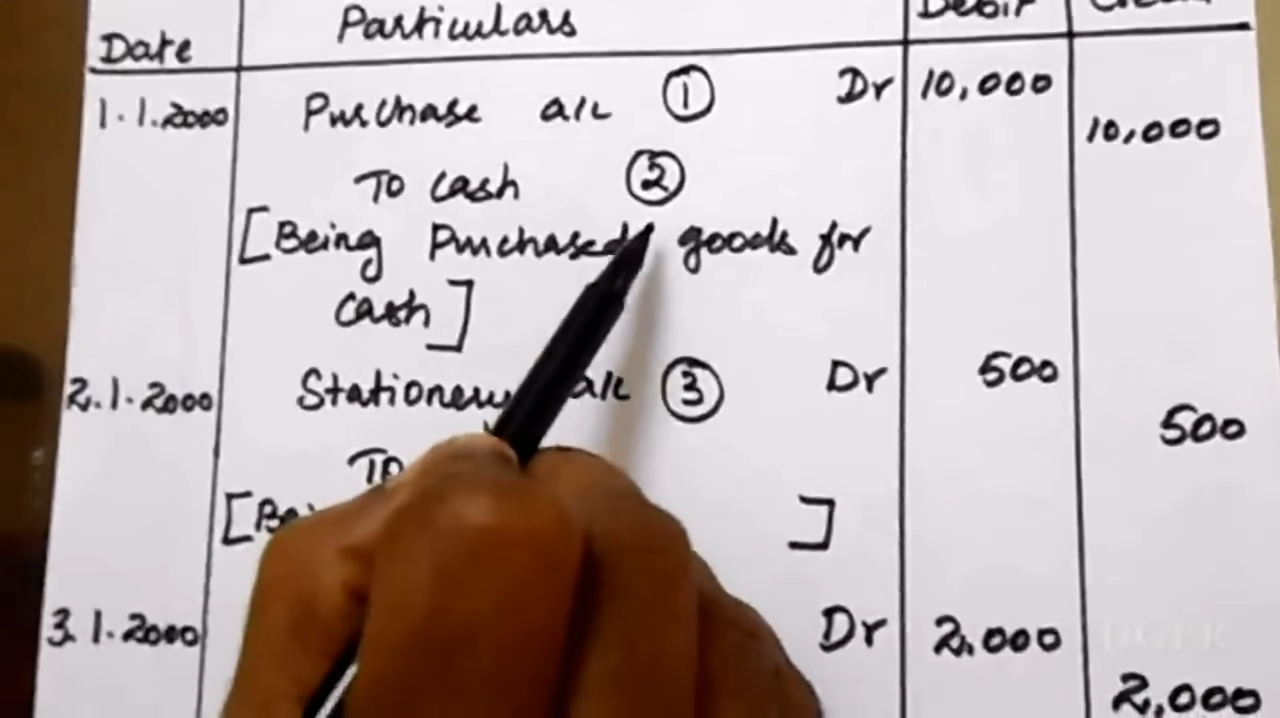 Date Particulars Debit
1.1.2000 Purchase a/c ① Dr 10,000
10,000
To cash ②
[Being Purchased goods for
cash]
2.1.2000 Stationery a/c ③ Dr 500
500
To
[
]
3.1.2000 Dr 2,000
2,000